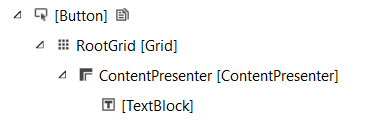 [Button]
RootGrid [Grid]
ContentPresenter [ContentPresenter]
[TextBlock]